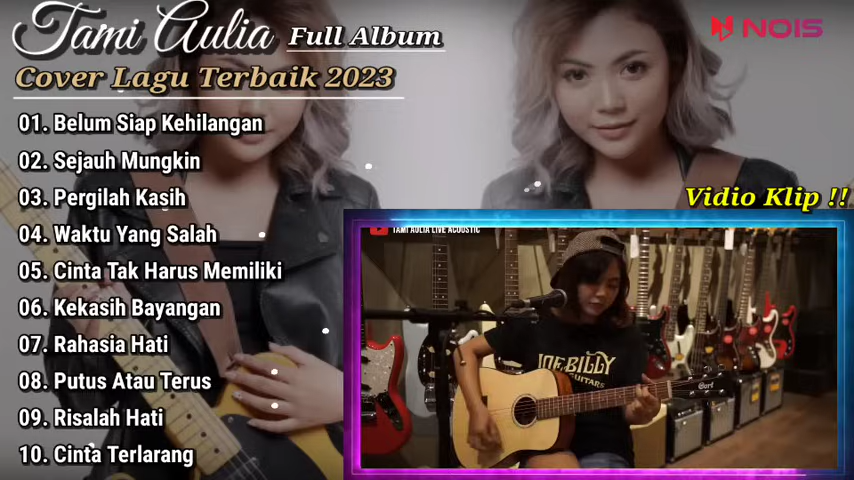 Tami Aulia Full Album
NOIS
Cover Lagu Terbaik 2023
01. Belum Siap Kehilangan
02. Sejauh Mungkin
03. Pergilah Kasih
04. Waktu Yang Salah
05. Cinta Tak Harus Memiliki
06. Kekasih Bayangan
07. Rahasia Hati
08. Putus Atau Terus
09. Risalah Hati
10. Cinta Terlarang
Vidio Klip !!
TAMI AULIA LIVE ACOUSTIC
JOEBILLY
GUITARS
Cort